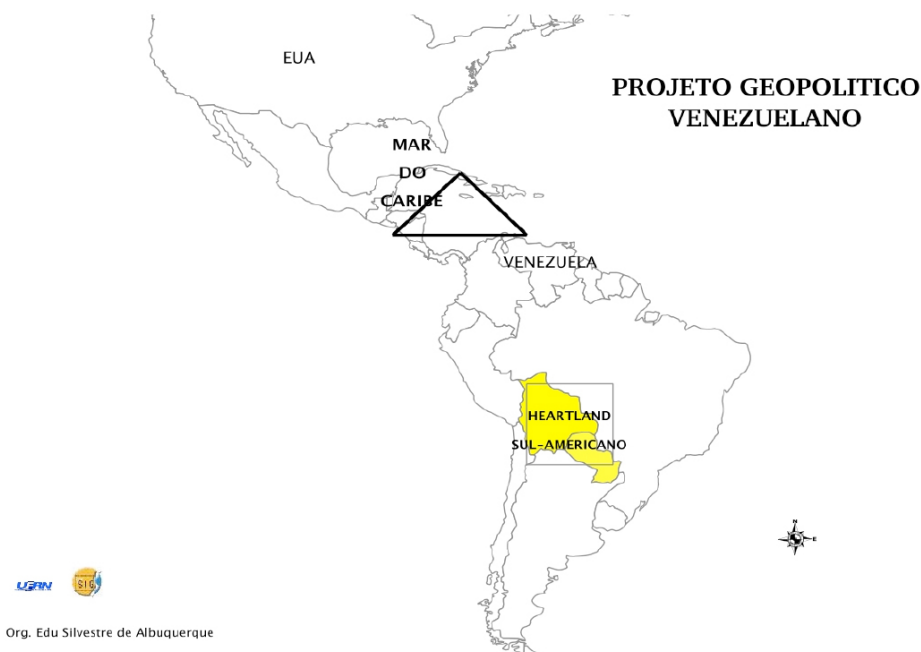 EUA
PROJETO GEOPOLITICO
VENEZUELANO
MAR
DO
CARIBE
VENEZUELA
HEARTLAND
SUL-AMERICANO
N
E
UFRN
SIG
Org. Edu Silvestre de Albuquerque